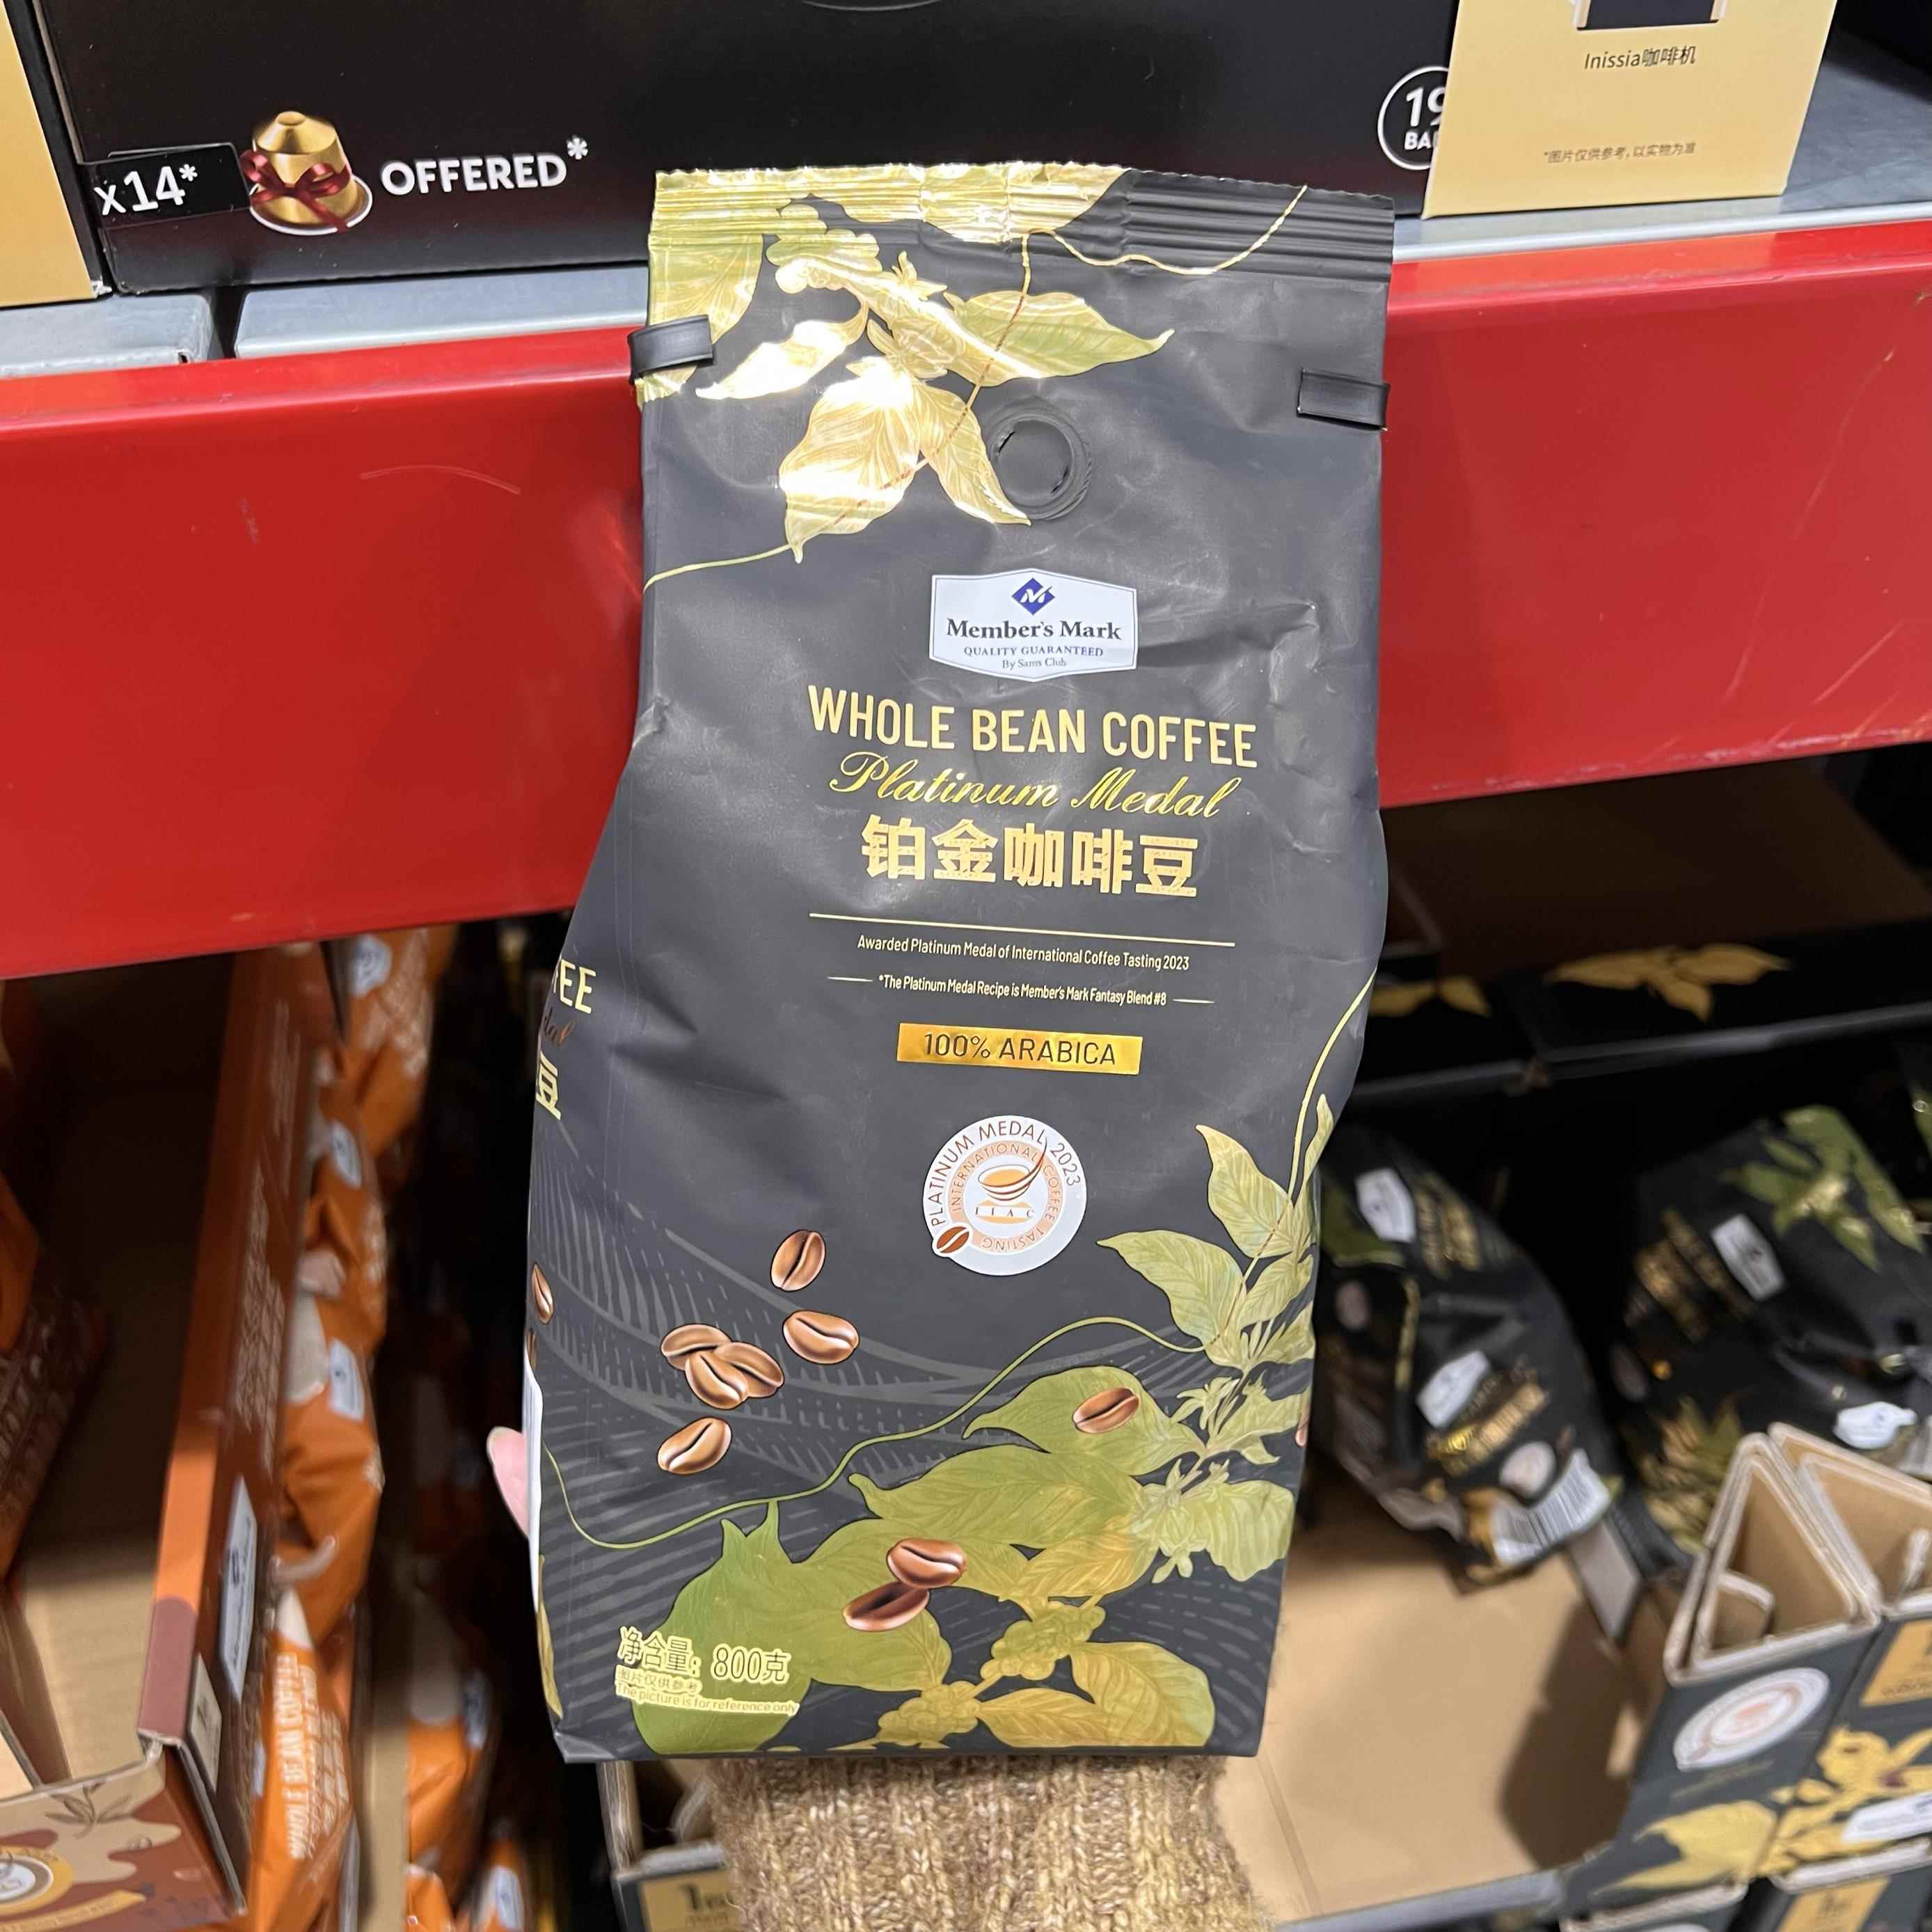 Inissia咖啡机
*图片仅供参考，以实物为准
x14*
OFFERED*
Member's Mark
QUALITY GUARANTEED
By Sam's Club
WHOLE BEAN COFFEE
Platinum Medal
铂金咖啡豆
Awarded Platinum Medal of International Coffee Tasting 2023
*The Platinum Medal Recipe is Member's Mark Fantasy Blend #8
100% ARABICA
PLATINUM MEDAL 2023
INTERNATIONAL COFFEE TASTING
IIAC
净含量：800克
图片仅供参考
The picture is for reference only
豆
WHOLE BEAN COFFEE